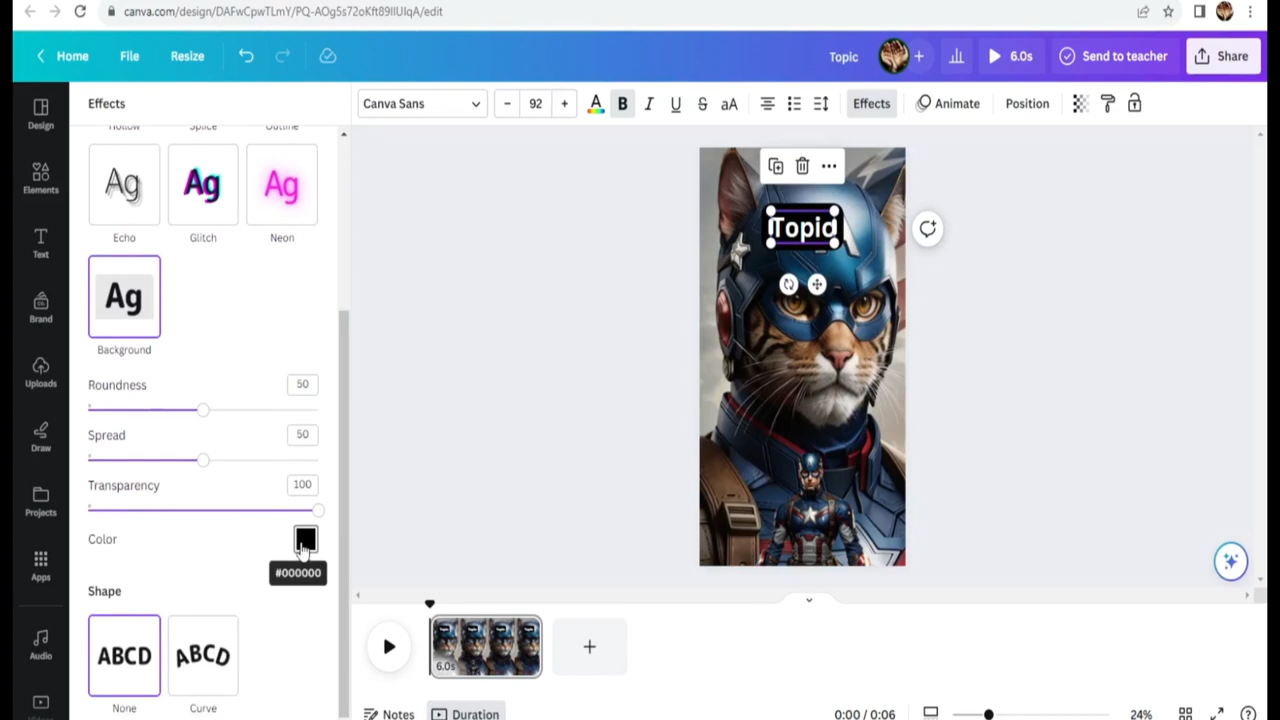 canva.com/design/DAFwCpwTLmY/PQ-AOg5s72oKft89IIUIqA/edit
Home File Resize Topic + 6.0s Send to teacher Share
Effects Canva Sans – 92 + A B I U S aA Effects Animate Position
Design
Elements
Text
Brand
Uploads
Draw
Projects
Apps
Audio
Hollow Splice Outline
Ag Ag Ag
Echo Glitch Neon
Ag
Background
Roundness 50
Spread 50
Transparency 100
Color
#000000
Shape
ABCD ABCD
None Curve
Topic
6.0s
Notes Duration 0:00 / 0:06 24%